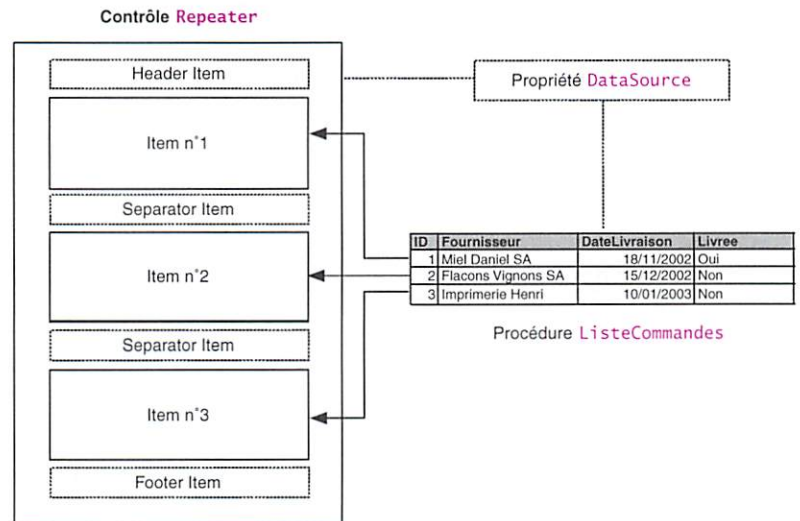 Contrôle Repeater
Header Item
Propriété DataSource
Item n°1
Separator Item
ID Fournisseur DateLivraison Livree
1 Miel Daniel SA 18/11/2002 Oui
2 Flacons Vignons SA 15/12/2002 Non
3 Imprimerie Henri 10/01/2003 Non
Item n°2
Procédure ListeCommandes
Separator Item
Item n°3
Footer Item